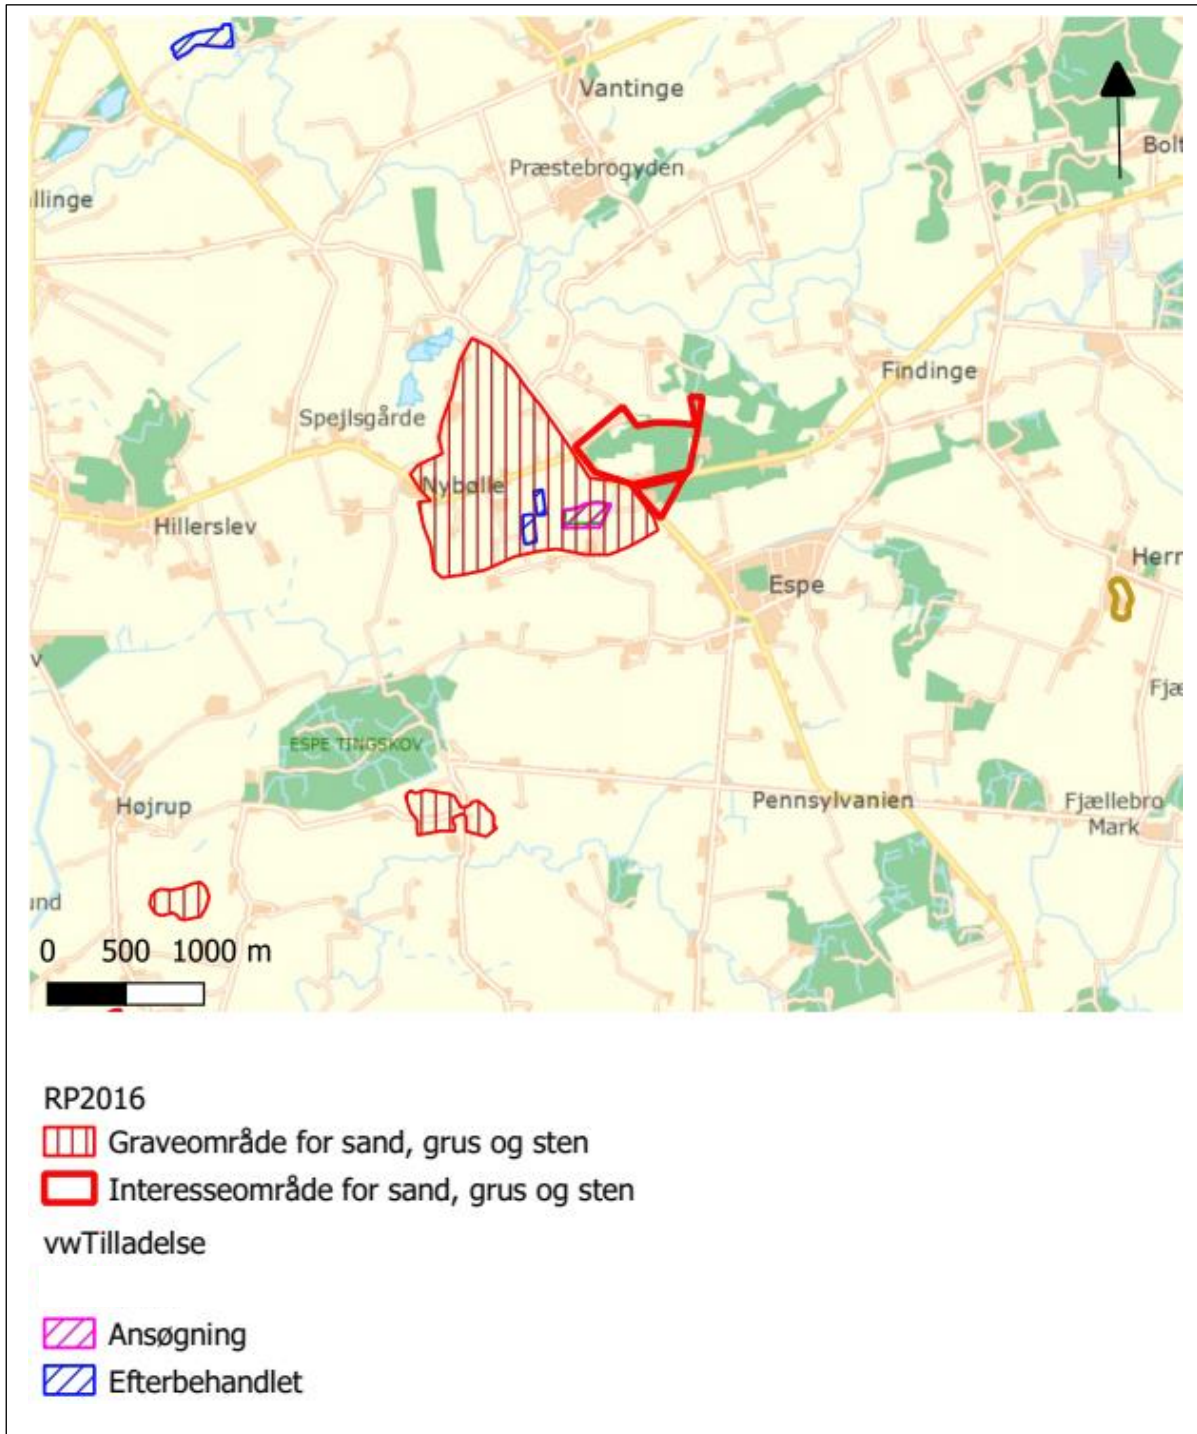 Vantinge
Bolt
Præstebrogyden
llinge
Findinge
Spejlsgårde
Nybølle
Hillerslev
Herr
Espe
v
Fjæ
ESPE TINGSKOV
Højrup
Pennsylvanien
Fjællebro
Mark
und
0 500 1000 m
RP2016
Graveområde for sand, grus og sten
Interesseområde for sand, grus og sten
vwTilladelse
Ansøgning
Efterbehandlet